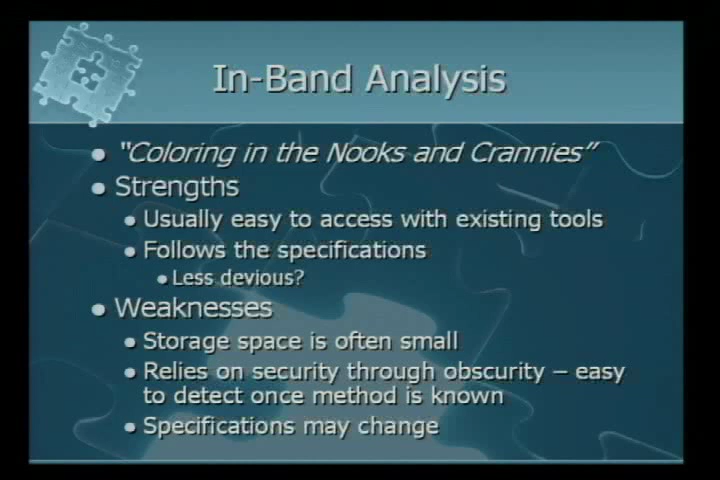 In-Band Analysis
"Coloring in the Nooks and Crannies"
Strengths
Usually easy to access with existing tools
Follows the specifications
Less devious?
Weaknesses
Storage space is often small
Relies on security through obscurity – easy
to detect once method is known
Specifications may change